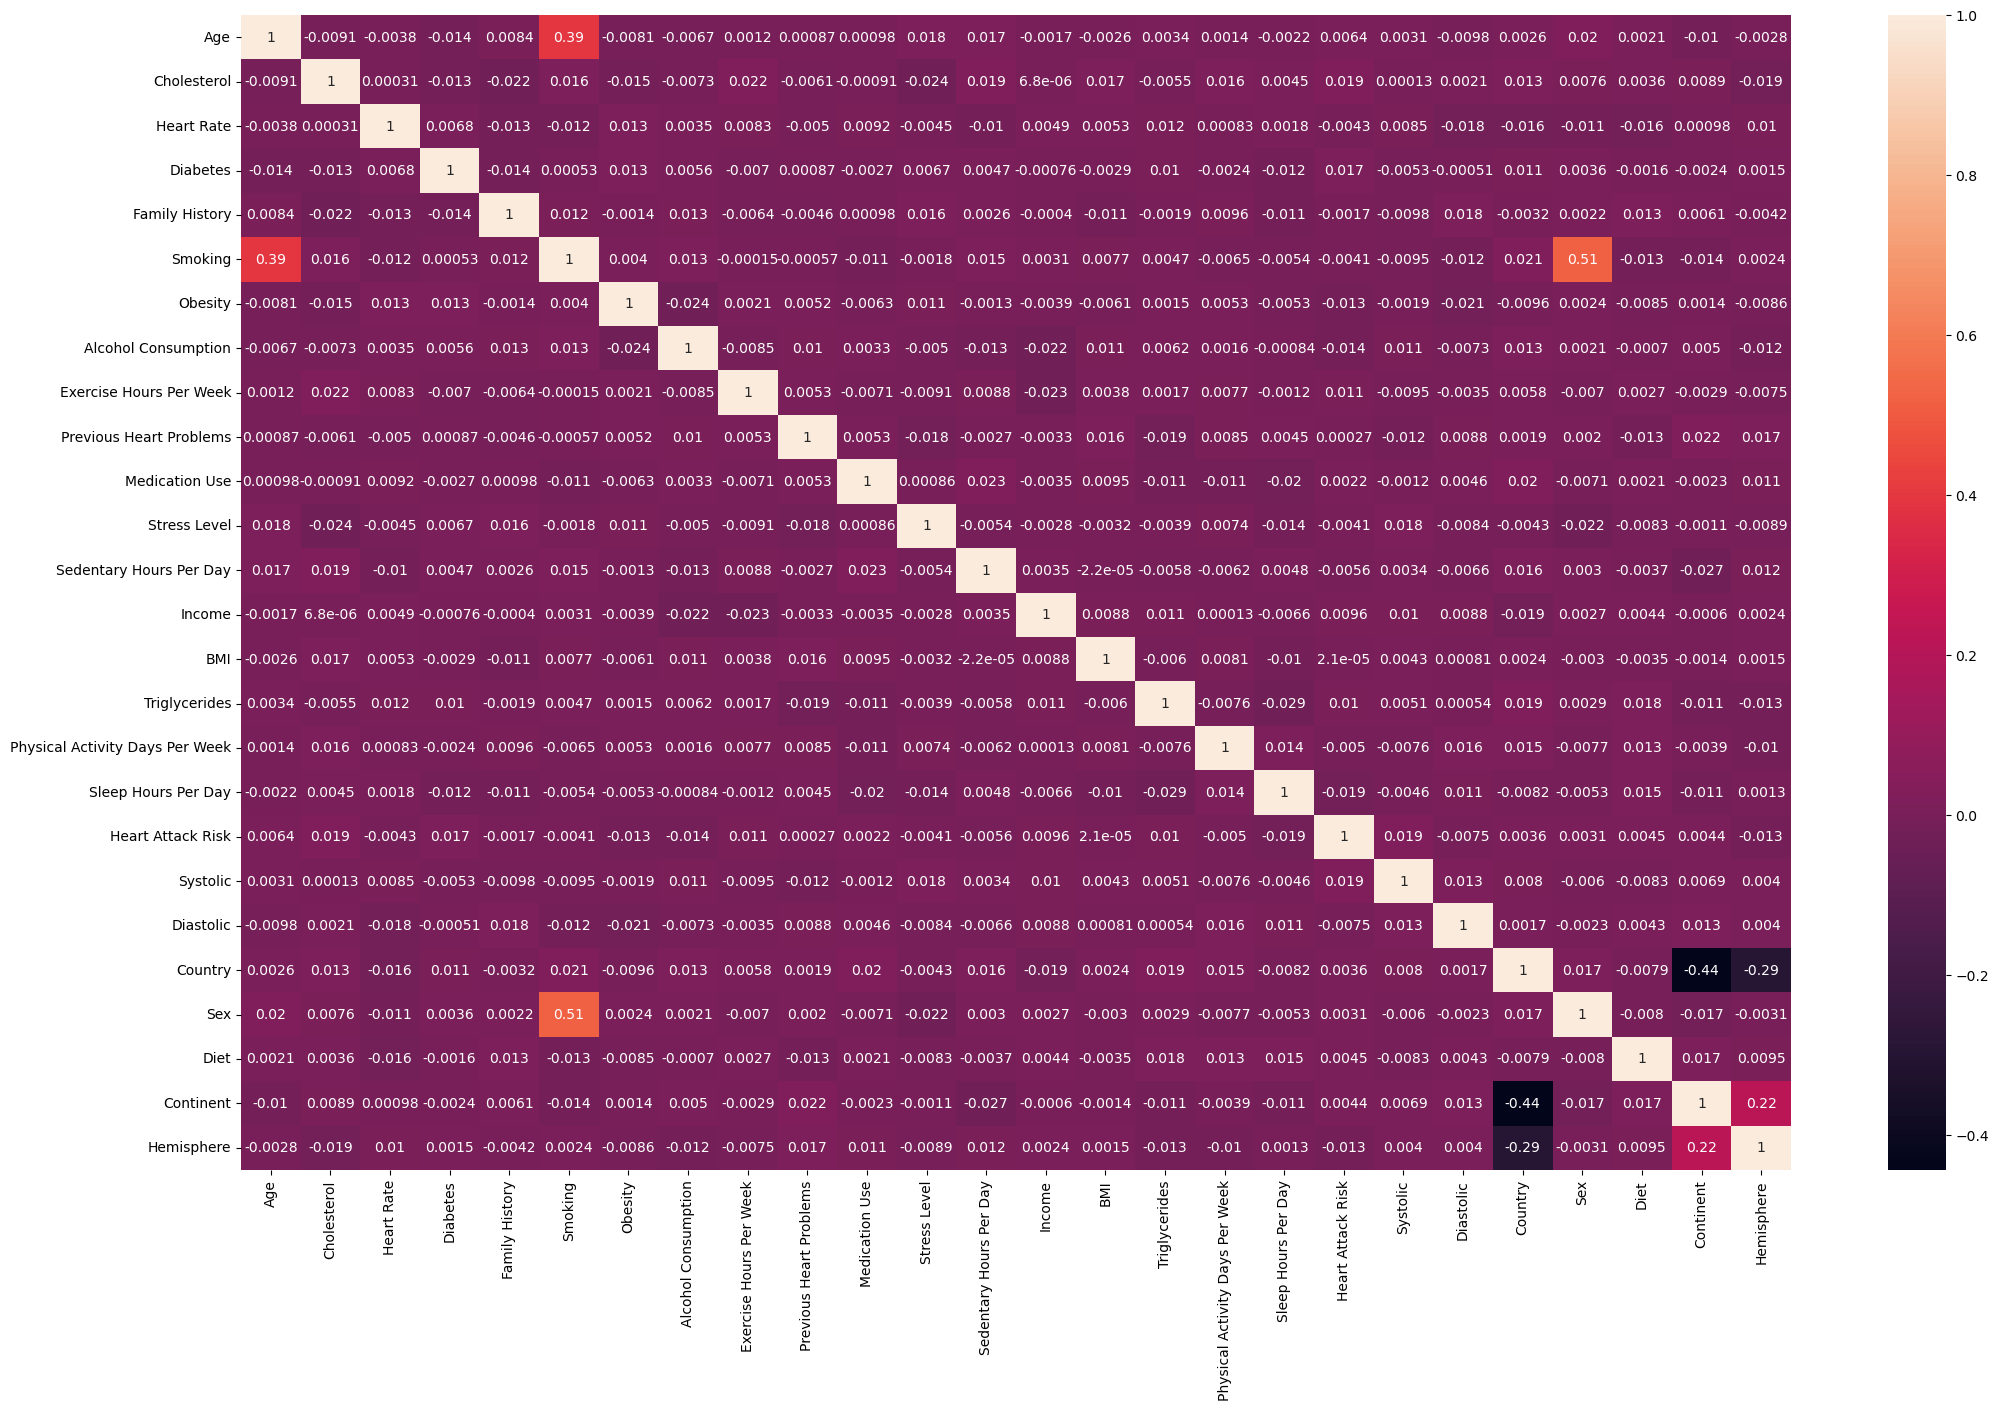 Age 1 -0.0091 -0.0038 -0.014 0.0084 0.39 -0.0081 -0.0067 0.0012 0.00087 0.00098 0.018 0.017 -0.0017 -0.0026 0.0034 0.0014 -0.0022 0.0064 0.0031 -0.0098 0.0026 0.02 0.0021 -0.01 -0.0028
Cholesterol -0.0091 1 0.00031 -0.013 -0.022 0.016 -0.015 -0.0073 0.022 -0.0061 -0.00091 -0.024 0.019 6.8e-06 0.017 -0.0055 0.016 0.0045 0.019 0.00013 0.0021 0.013 0.0076 0.0036 0.0089 -0.019
Heart Rate -0.0038 0.00031 1 0.0068 -0.013 -0.012 0.013 0.0035 0.0083 -0.005 0.0092 -0.0045 -0.01 0.0049 0.0053 0.012 0.00083 0.0018 -0.0043 0.0085 -0.018 -0.016 -0.011 -0.016 0.00098 0.01
Diabetes -0.014 -0.013 0.0068 1 -0.014 0.00053 0.013 0.0056 -0.007 0.00087 -0.0027 0.0067 0.0047 -0.00076 -0.0029 0.01 -0.0024 -0.012 0.017 -0.0053 -0.00051 0.011 0.0036 -0.0016 -0.0024 0.0015
Family History 0.0084 -0.022 -0.013 -0.014 1 0.012 -0.0014 0.013 -0.0064 -0.0046 0.00098 0.016 0.0026 -0.0004 -0.011 -0.0019 0.0096 -0.011 -0.0017 -0.0098 0.018 -0.0032 0.0022 0.013 0.0061 -0.0042
Smoking 0.39 0.016 -0.012 0.00053 0.012 1 0.004 0.013 -0.00015 -0.00057 -0.011 -0.0018 0.015 0.0031 0.0077 0.0047 -0.0065 -0.0054 -0.0041 -0.0095 -0.012 0.021 0.51 -0.013 -0.014 0.0024
Obesity -0.0081 -0.015 0.013 0.013 -0.0014 0.004 1 -0.024 0.0021 0.0052 -0.0063 0.011 -0.0013 -0.0039 -0.0061 0.0015 0.0053 -0.0053 -0.013 -0.0019 -0.021 -0.0096 0.0024 -0.0085 0.0014 -0.0086
Alcohol Consumption -0.0067 -0.0073 0.0035 0.0056 0.013 0.013 -0.024 1 -0.0085 0.01 0.0033 -0.005 -0.013 -0.022 0.011 0.0062 0.0016 -0.00084 -0.014 0.011 -0.0073 0.013 0.0021 -0.0007 0.005 -0.012
Exercise Hours Per Week 0.0012 0.022 0.0083 -0.007 -0.0064 -0.00015 0.0021 -0.0085 1 0.0053 -0.0071 -0.0091 0.0088 -0.023 0.0038 0.0017 0.0077 -0.0012 0.011 -0.0095 -0.0035 0.0058 -0.007 0.0027 -0.0029 -0.0075
Previous Heart Problems 0.00087 -0.0061 -0.005 0.00087 -0.0046 -0.00057 0.0052 0.01 0.0053 1 0.0053 -0.018 -0.0027 -0.0033 0.016 -0.019 0.0085 0.0045 0.00027 -0.012 0.0088 0.0019 0.002 -0.013 0.022 0.017
Medication Use 0.00098 -0.00091 0.0092 -0.0027 0.00098 -0.011 -0.0063 0.0033 -0.0071 0.0053 1 0.00086 0.023 -0.0035 0.0095 -0.011 -0.011 -0.02 0.0022 -0.0012 0.0046 0.02 -0.0071 0.0021 -0.0023 0.011
Stress Level 0.018 -0.024 -0.0045 0.0067 0.016 -0.0018 0.011 -0.005 -0.0091 -0.018 0.00086 1 -0.0054 -0.0028 -0.0032 -0.0039 0.0074 -0.014 -0.0041 0.018 -0.0084 -0.0043 -0.022 -0.0083 -0.0011 -0.0089
Sedentary Hours Per Day 0.017 0.019 -0.01 0.0047 0.0026 0.015 -0.0013 -0.013 0.0088 -0.0027 0.023 -0.0054 1 0.0035 -2.2e-05 -0.0058 -0.0062 0.0048 -0.0056 0.0034 -0.0066 0.016 0.003 -0.0037 -0.027 0.012
Income -0.0017 6.8e-06 0.0049 -0.00076 -0.0004 0.0031 -0.0039 -0.022 -0.023 -0.0033 -0.0035 -0.0028 0.0035 1 0.0088 0.011 0.00013 -0.0066 0.0096 0.01 0.0088 -0.019 0.0027 0.0044 -0.0006 0.0024
BMI -0.0026 0.017 0.0053 -0.0029 -0.011 0.0077 -0.0061 0.011 0.0038 0.016 0.0095 -0.0032 -2.2e-05 0.0088 1 -0.006 0.0081 -0.01 2.1e-05 0.0043 0.00081 0.0024 -0.003 -0.0035 -0.0014 0.0015
Triglycerides 0.0034 -0.0055 0.012 0.01 -0.0019 0.0047 0.0015 0.0062 0.0017 -0.019 -0.011 -0.0039 -0.0058 0.011 -0.006 1 -0.0076 -0.029 0.01 0.0051 0.00054 0.019 0.0029 0.018 -0.011 -0.013
Physical Activity Days Per Week 0.0014 0.016 0.00083 -0.0024 0.0096 -0.0065 0.0053 0.0016 0.0077 0.0085 -0.011 0.0074 -0.0062 0.00013 0.0081 -0.0076 1 0.014 -0.005 -0.0076 0.016 0.015 -0.0077 0.013 -0.0039 -0.01
Sleep Hours Per Day -0.0022 0.0045 0.0018 -0.012 -0.011 -0.0054 -0.0053 -0.00084 -0.0012 0.0045 -0.02 -0.014 0.0048 -0.0066 -0.01 -0.029 0.014 1 -0.019 -0.0046 0.011 -0.0082 -0.0053 0.015 -0.011 0.0013
Heart Attack Risk 0.0064 0.019 -0.0043 0.017 -0.0017 -0.0041 -0.013 -0.014 0.011 0.00027 0.0022 -0.0041 -0.0056 0.0096 2.1e-05 0.01 -0.005 -0.019 1 0.019 -0.0075 0.0036 0.0031 0.0045 0.0044 -0.013
Systolic 0.0031 0.00013 0.0085 -0.0053 -0.0098 -0.0095 -0.0019 0.011 -0.0095 -0.012 -0.0012 0.018 0.0034 0.01 0.0043 0.0051 -0.0076 -0.0046 0.019 1 0.013 0.008 -0.006 -0.0083 0.0069 0.004
Diastolic -0.0098 0.0021 -0.018 -0.00051 0.018 -0.012 -0.021 -0.0073 -0.0035 0.0088 0.0046 -0.0084 -0.0066 0.0088 0.00081 0.00054 0.016 0.011 -0.0075 0.013 1 0.0017 -0.0023 0.0043 0.013 0.004
Country 0.0026 0.013 -0.016 0.011 -0.0032 0.021 -0.0096 0.013 0.0058 0.0019 0.02 -0.0043 0.016 -0.019 0.0024 0.019 0.015 -0.0082 0.0036 0.008 0.0017 1 0.017 -0.0079 -0.44 -0.29
Sex 0.02 0.0076 -0.011 0.0036 0.0022 0.51 0.0024 0.0021 -0.007 0.002 -0.0071 -0.022 0.003 0.0027 -0.003 0.0029 -0.0077 -0.0053 0.0031 -0.006 -0.0023 0.017 1 -0.008 -0.017 -0.0031
Diet 0.0021 0.0036 -0.016 -0.0016 0.013 -0.013 -0.0085 -0.0007 0.0027 -0.013 0.0021 -0.0083 -0.0037 0.0044 -0.0035 0.018 0.013 0.015 0.0045 -0.0083 0.0043 -0.0079 -0.008 1 0.017 0.0095
Continent -0.01 0.0089 0.00098 -0.0024 0.0061 -0.014 0.0014 0.005 -0.0029 0.022 -0.0023 -0.0011 -0.027 -0.0006 -0.0014 -0.011 -0.0039 -0.011 0.0044 0.0069 0.013 -0.44 -0.017 0.017 1 0.22
Hemisphere -0.0028 -0.019 0.01 0.0015 -0.0042 0.0024 -0.0086 -0.012 -0.0075 0.017 0.011 -0.0089 0.012 0.0024 0.0015 -0.013 -0.01 0.0013 -0.013 0.004 0.004 -0.29 -0.0031 0.0095 0.22 1
Age
Cholesterol
Heart Rate
Diabetes
Family History
Smoking
Obesity
Alcohol Consumption
Exercise Hours Per Week
Previous Heart Problems
Medication Use
Stress Level
Sedentary Hours Per Day
Income
BMI
Triglycerides
Physical Activity Days Per Week
Sleep Hours Per Day
Heart Attack Risk
Systolic
Diastolic
Country
Sex
Diet
Continent
Hemisphere
1.0
0.8
0.6
0.4
0.2
0.0
−0.2
−0.4